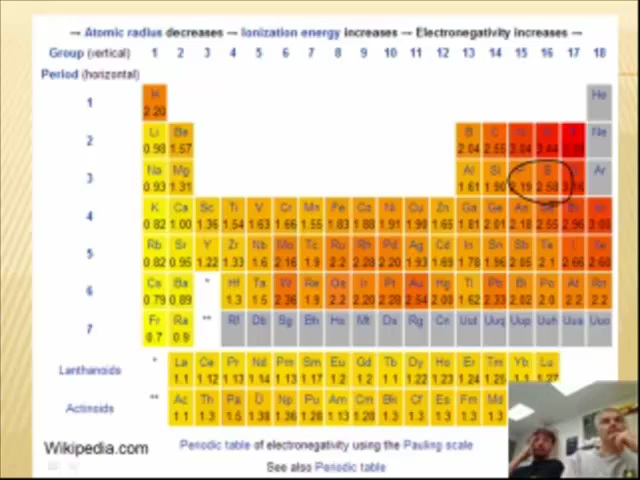 → Atomic radius decreases → Ionization energy increases → Electronegativity increases →
Group (vertical) 1 2 3 4 5 6 7 8 9 10 11 12 13 14 15 16 17 18
Period (horizontal)
1 H He
2.20
2 Li Be B C N Ne
0.98 1.57 2.04 2.55 3.04 3.44
3 Na Mg Al Si S Ar
0.93 1.31 1.61 1.90 2.19 2.58 3.16
4 K Ca Sc Ti V Cr Mn Fe Co Ni Cu Zn Ga Ge As
0.82 1.00 1.36 1.54 1.63 1.66 1.55 1.83 1.88 1.91 1.90 1.65 1.81 2.01 2.18 2.55 2.96
5 Rb Sr Y Zr Nb Mo Tc Ru Rh Pd Ag Cd In Sn Sb Te
0.82 0.95 1.22 1.33 1.6 2.16 1.9 2.2 2.28 2.20 1.93 1.69 1.78 1.96 2.05 2.1 2.66 2.60
6 Cs Ba * Hf Ta W Re Os Ir Pt Au Hg Tl Pb Bi Po At Rn
0.79 0.89 1.3 1.5 2.36 1.9 2.2 2.20 2.28 2.54 2.00 1.62 2.33 2.02 2.0 2.2 2.2
7 Fr Ra ** Rf Db Sg Bh Hs Mt Ds Rg Cn Uut Uuq Uup Uuh Uus Uuo
0.7 0.9
Lanthanoids * La Ce Pr Nd Pm Sm Eu Gd Tb Dy Ho Er Tm Yb Lu
1.1 1.12 1.13 1.14 1.13 1.17 1.2 1.2 1.1 1.22 1.23 1.24 1.25 1.1 1.27
Actinoids ** Ac Th Pa U Np Pu Am Cm Bk Cf Es Fm Md
1.1 1.3 1.5 1.38 1.36 1.28 1.13 1.28 1.3 1.3 1.3 1.3 1.3
Wikipedia.com
Periodic table of electronegativity using the Pauling scale
See also Periodic table